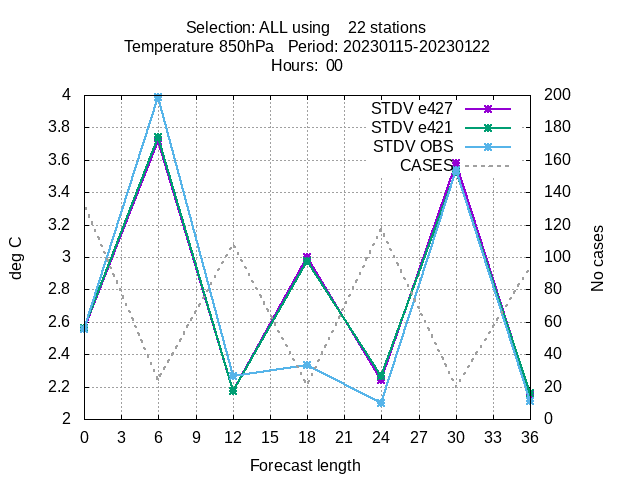 Selection: ALL using    22 stations
Temperature 850hPa   Period: 20230115-20230122
Hours:  00
4 200
STDV e427
3.8 180
STDV e421
STDV OBS
3.6 160
CASES
3.4 140
3.2 120
3 100
deg C
No cases
2.8 80
2.6 60
2.4 40
2.2 20
2 0
0 3 6 9 12 15 18 21 24 27 30 33 36
Forecast length